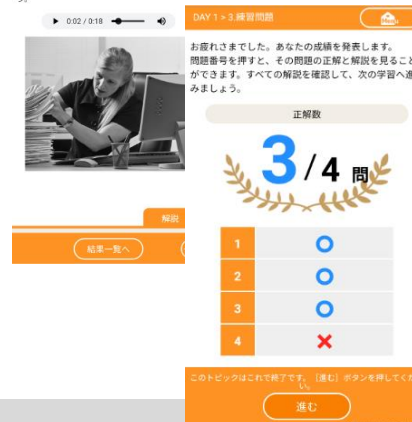 0:02 / 0:18
解説
結果一覧へ
DAY 1 > 3.練習問題
お疲れさまでした。あなたの成績を発表します。
問題番号を押すと、その問題の正解と解説を見ること
ができます。すべての解説を確認して、次の学習へ進
みましょう。
正解数
3/4 問
1
2
3
4
このトピックはこれで終了です。［進む］ボタンを押してくだ
い。
進む